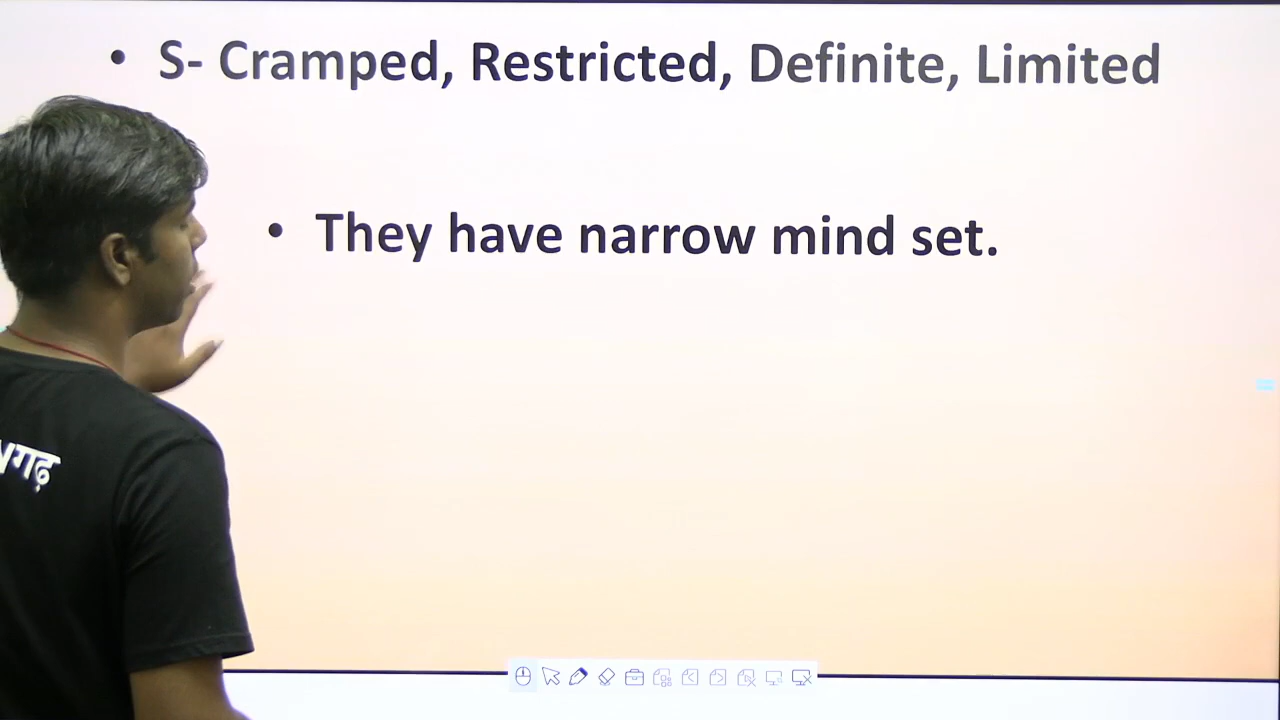 • S- Cramped, Restricted, Definite, Limited
• They have narrow mind set.